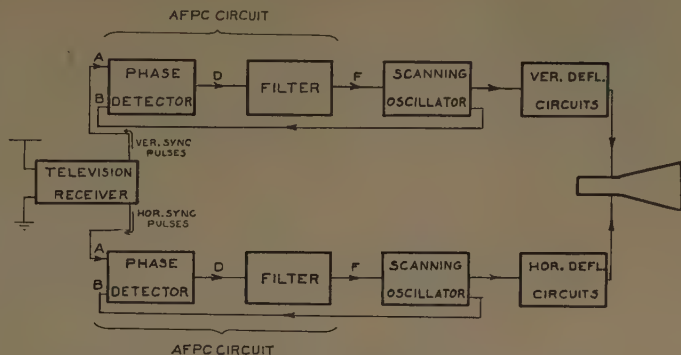 AFPC CIRCUIT
A
B
PHASE
DETECTOR
D
FILTER
F
SCANNING
OSCILLATOR
VER. DEFL.
CIRCUITS
VER. SYNC
PULSES
TELEVISION
RECEIVER
HOR. SYNC
PULSES
A
B
PHASE
DETECTOR
D
FILTER
F
SCANNING
OSCILLATOR
HOR. DEFL.
CIRCUITS
AFPC CIRCUIT